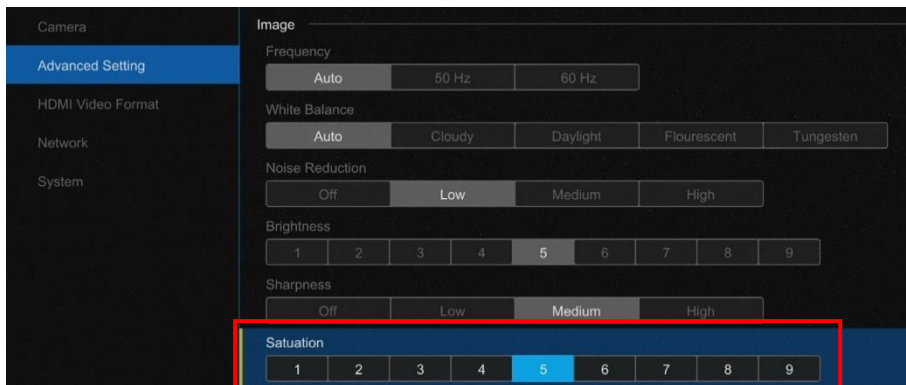 Camera
Advanced Setting
HDMI Video Format
Network
System
Image
Frequency
Auto 50 Hz 60 Hz
White Balance
Auto Cloudy Daylight Flourescent Tungesten
Noise Reduction
Off Low Medium High
Brightness
1 2 3 4 5 6 7 8 9
Sharpness
Off Low Medium High
Satuation
1 2 3 4 5 6 7 8 9